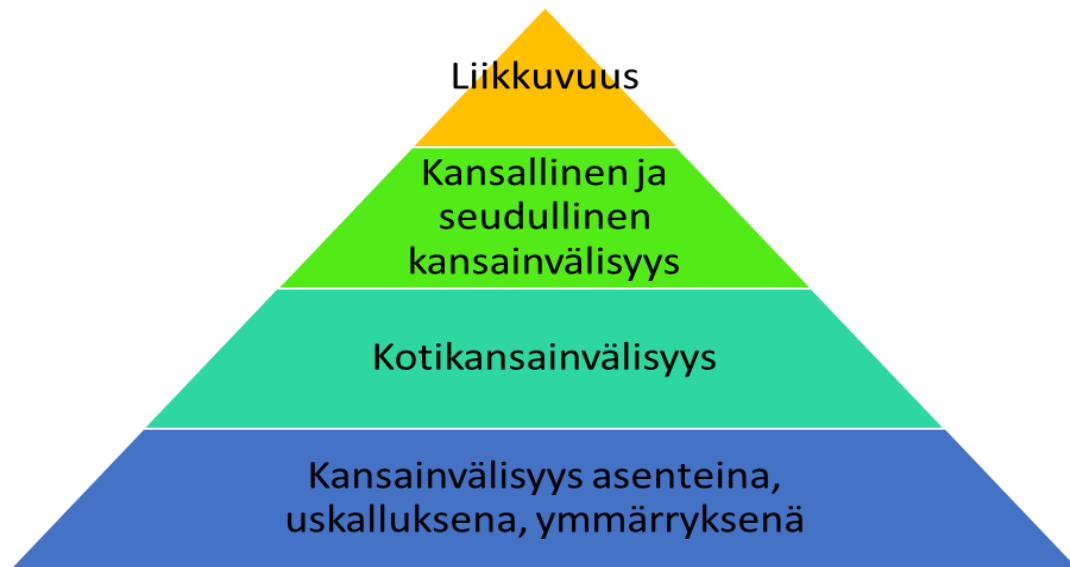 Liikkuvuus
Kansallinen ja
seudullinen
kansainvälisyys
Kotikansainvälisyys
Kansainvälisyys asenteina,
uskalluksena, ymmärryksenä